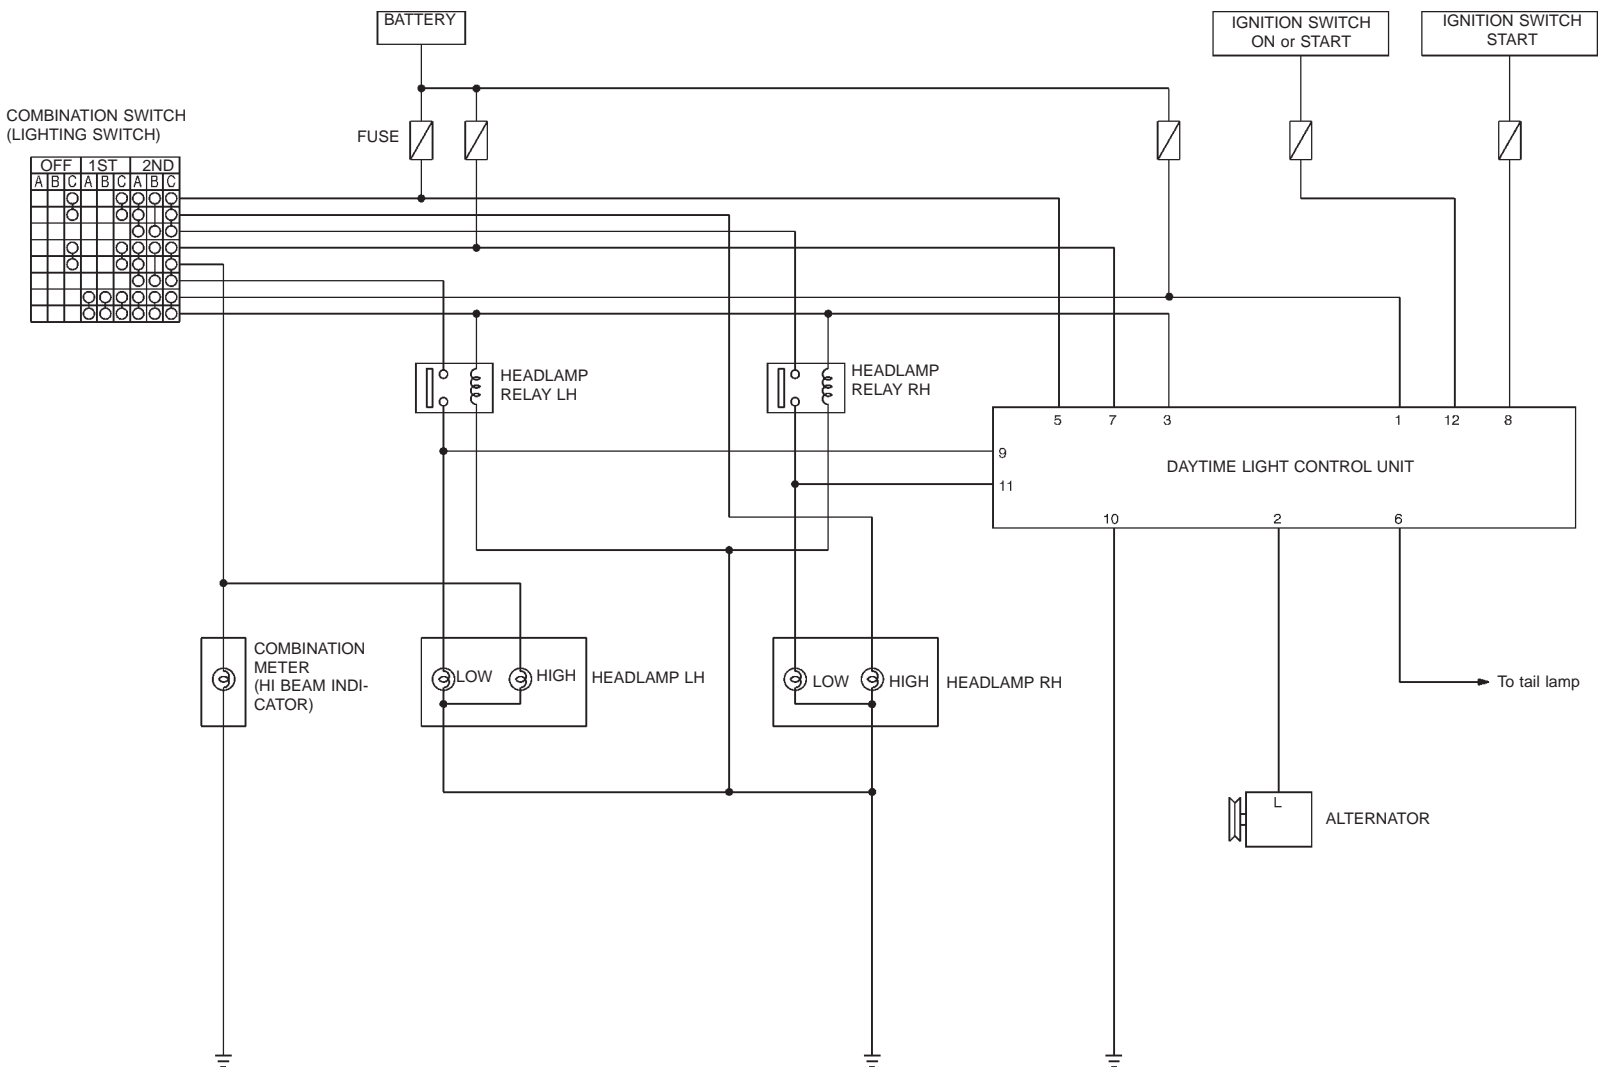 BATTERY
IGNITION SWITCH
ON or START
IGNITION SWITCH
START
COMBINATION SWITCH
(LIGHTING SWITCH)
FUSE
OFF 1ST 2ND
A B C A B C A B C
HEADLAMP
RELAY LH
HEADLAMP
RELAY RH
5 7 3 1 12 8
9
DAYTIME LIGHT CONTROL UNIT
11
10 2 6
COMBINATION
METER
(HI BEAM INDI-
CATOR)
LOW HIGH HEADLAMP LH
LOW HIGH HEADLAMP RH
To tail lamp
L
ALTERNATOR